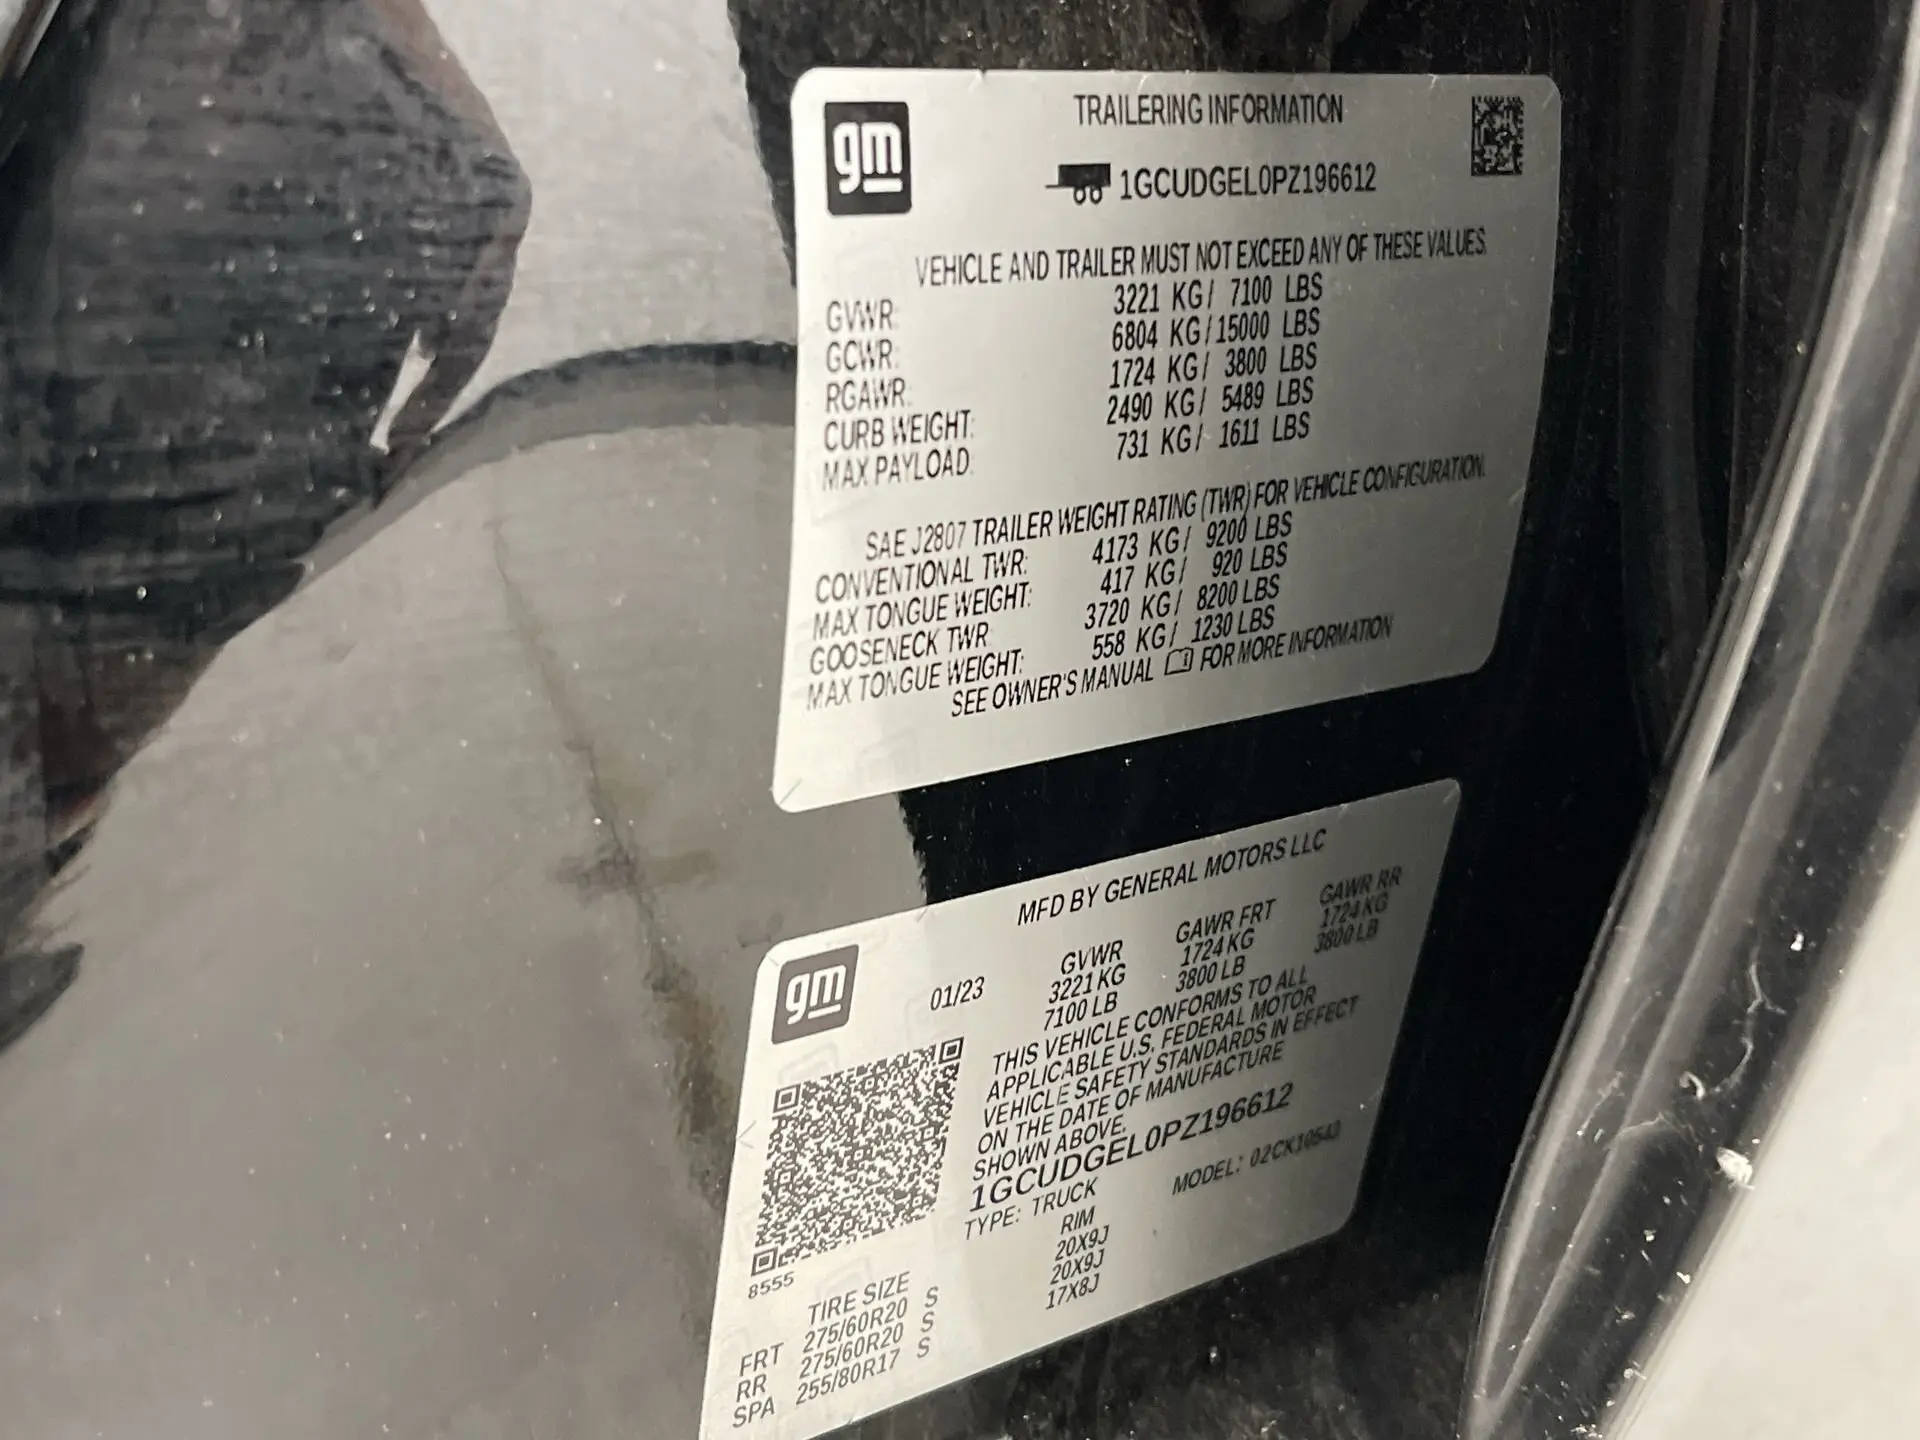 gm
TRAILERING INFORMATION
1GCUDGEL0PZ196612
VEHICLE AND TRAILER MUST NOT EXCEED ANY OF THESE VALUES.
GVWR: 3221 KG/ 7100 LBS
GCWR: 6804 KG/15000 LBS
RGAWR: 1724 KG/ 3800 LBS
CURB WEIGHT: 2490 KG/ 5489 LBS
MAX PAYLOAD: 731 KG/ 1611 LBS
SAE J2807 TRAILER WEIGHT RATING (TWR) FOR VEHICLE CONFIGURATION.
CONVENTIONAL TWR: 4173 KG/ 9200 LBS
MAX TONGUE WEIGHT: 417 KG/ 920 LBS
GOOSENECK TWR 3720 KG/ 8200 LBS
MAX TONGUE WEIGHT: 558 KG/ 1230 LBS
SEE OWNER'S MANUAL FOR MORE INFORMATION
MFD BY GENERAL MOTORS LLC
gm
01/23 GVWR GAWR FRT GAWR RR
3221 KG 1724 KG 1724 KG
7100 LB 3800 LB 3800 LB
THIS VEHICLE CONFORMS TO ALL
APPLICABLE U.S. FEDERAL MOTOR
VEHICLE SAFETY STANDARDS IN EFFECT
ON THE DATE OF MANUFACTURE
SHOWN ABOVE.
1GCUDGEL0PZ196612
TYPE: TRUCK MODEL: 02CK10543
8555
TIRE SIZE RIM
FRT 275/60R20 S 20X9J
RR 275/60R20 S 20X9J
SPA 255/80R17 S 17X8J